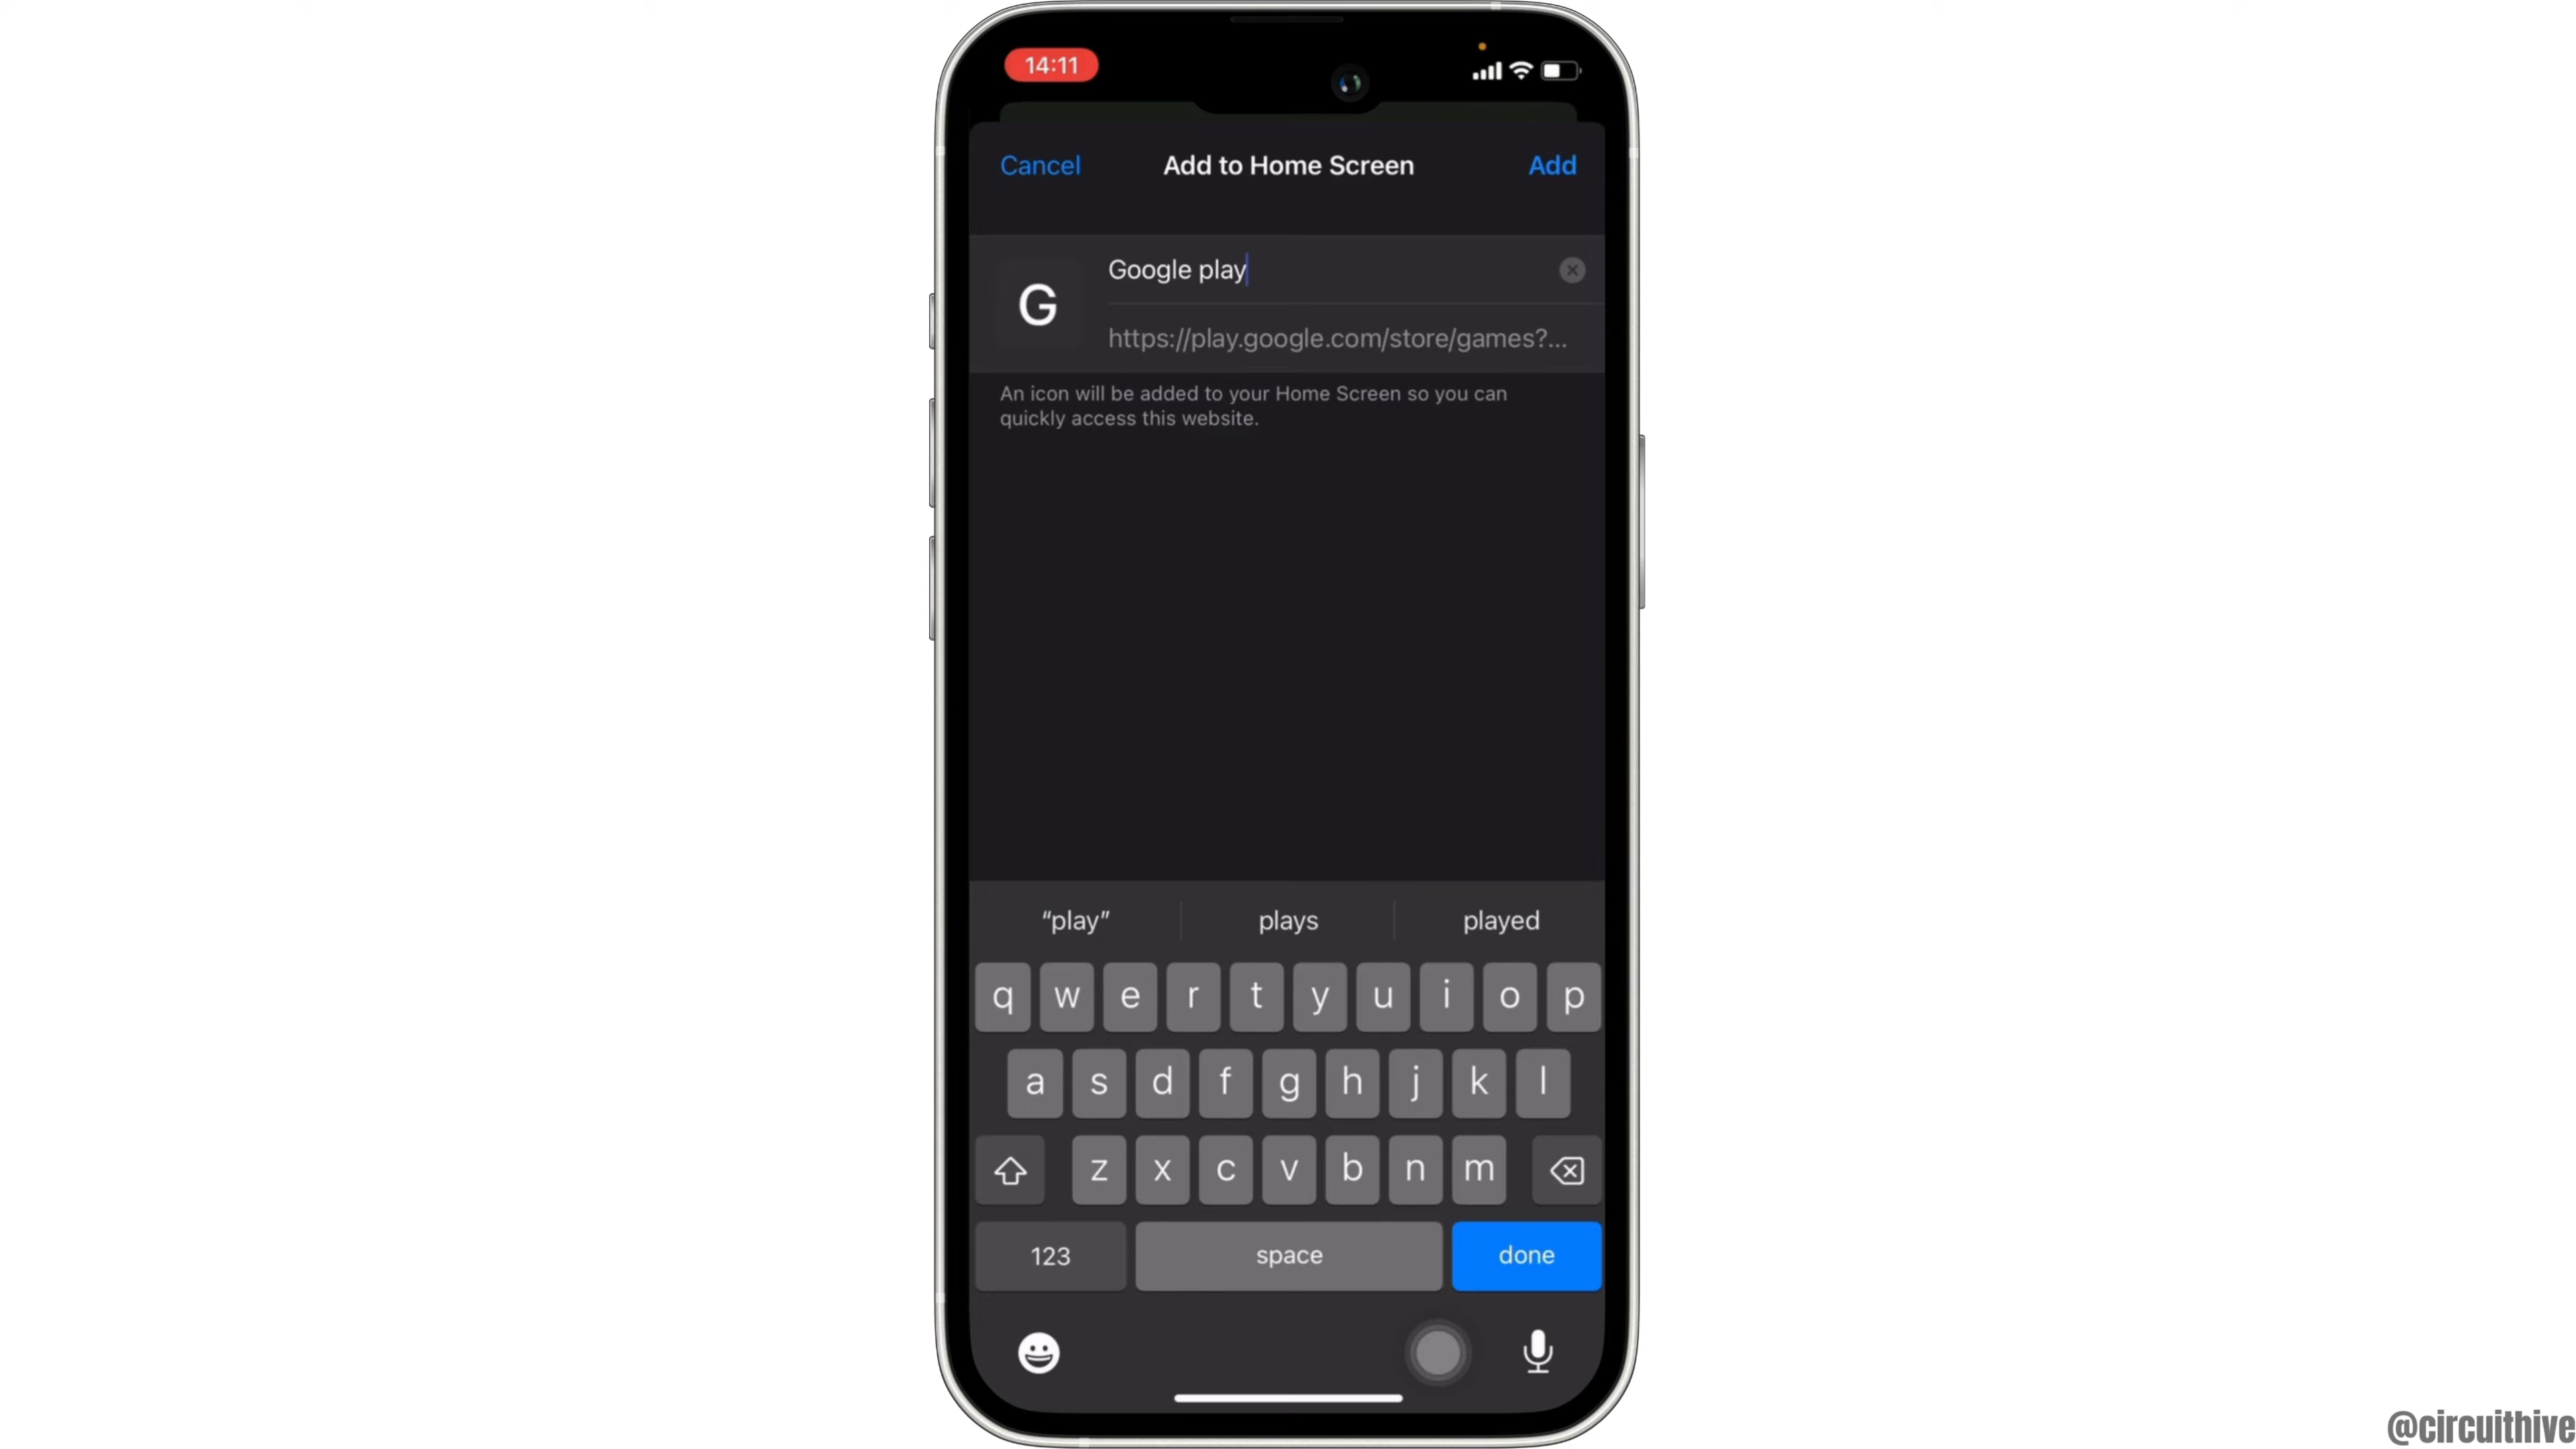 14:11
Cancel
Add to Home Screen
Add
Google play
G
https://play.google.com/store/games?...
An icon will be added to your Home Screen so you can
quickly access this website.
“play”
plays
played
q w e r t y u i o p
a s d f g h j k l
z x c v b n m
123
space
done
@circuithive